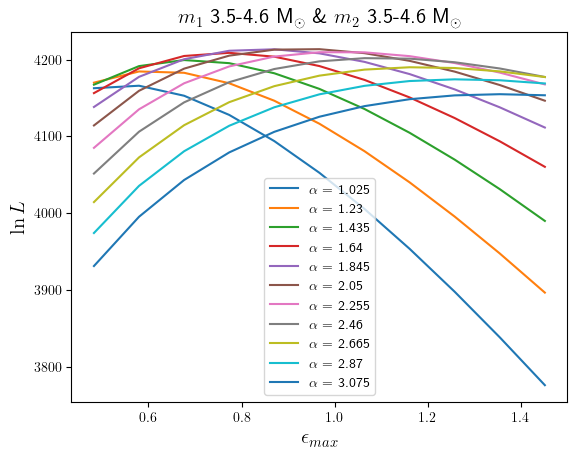 m₁ 3.5-4.6 M☉ & m₂ 3.5-4.6 M☉
ln L
4200
4100
4000
3900
3800
α = 1.025
α = 1.23
α = 1.435
α = 1.64
α = 1.845
α = 2.05
α = 2.255
α = 2.46
α = 2.665
α = 2.87
α = 3.075
0.6 0.8 1.0 1.2 1.4
ϵmax